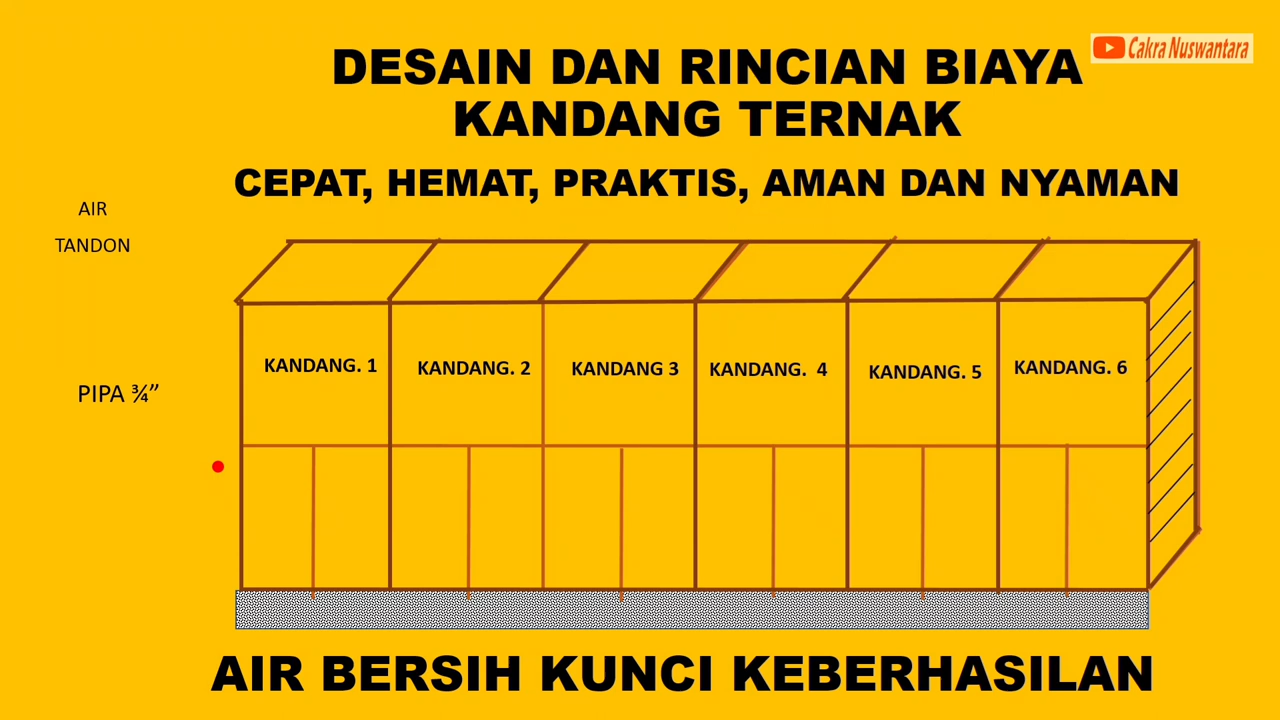 Cakra Nuswantara
DESAIN DAN RINCIAN BIAYA
KANDANG TERNAK
CEPAT, HEMAT, PRAKTIS, AMAN DAN NYAMAN
AIR
TANDON
KANDANG. 1
KANDANG. 2
KANDANG 3
KANDANG.  4
KANDANG. 5
KANDANG. 6
PIPA ¾”
AIR BERSIH KUNCI KEBERHASILAN